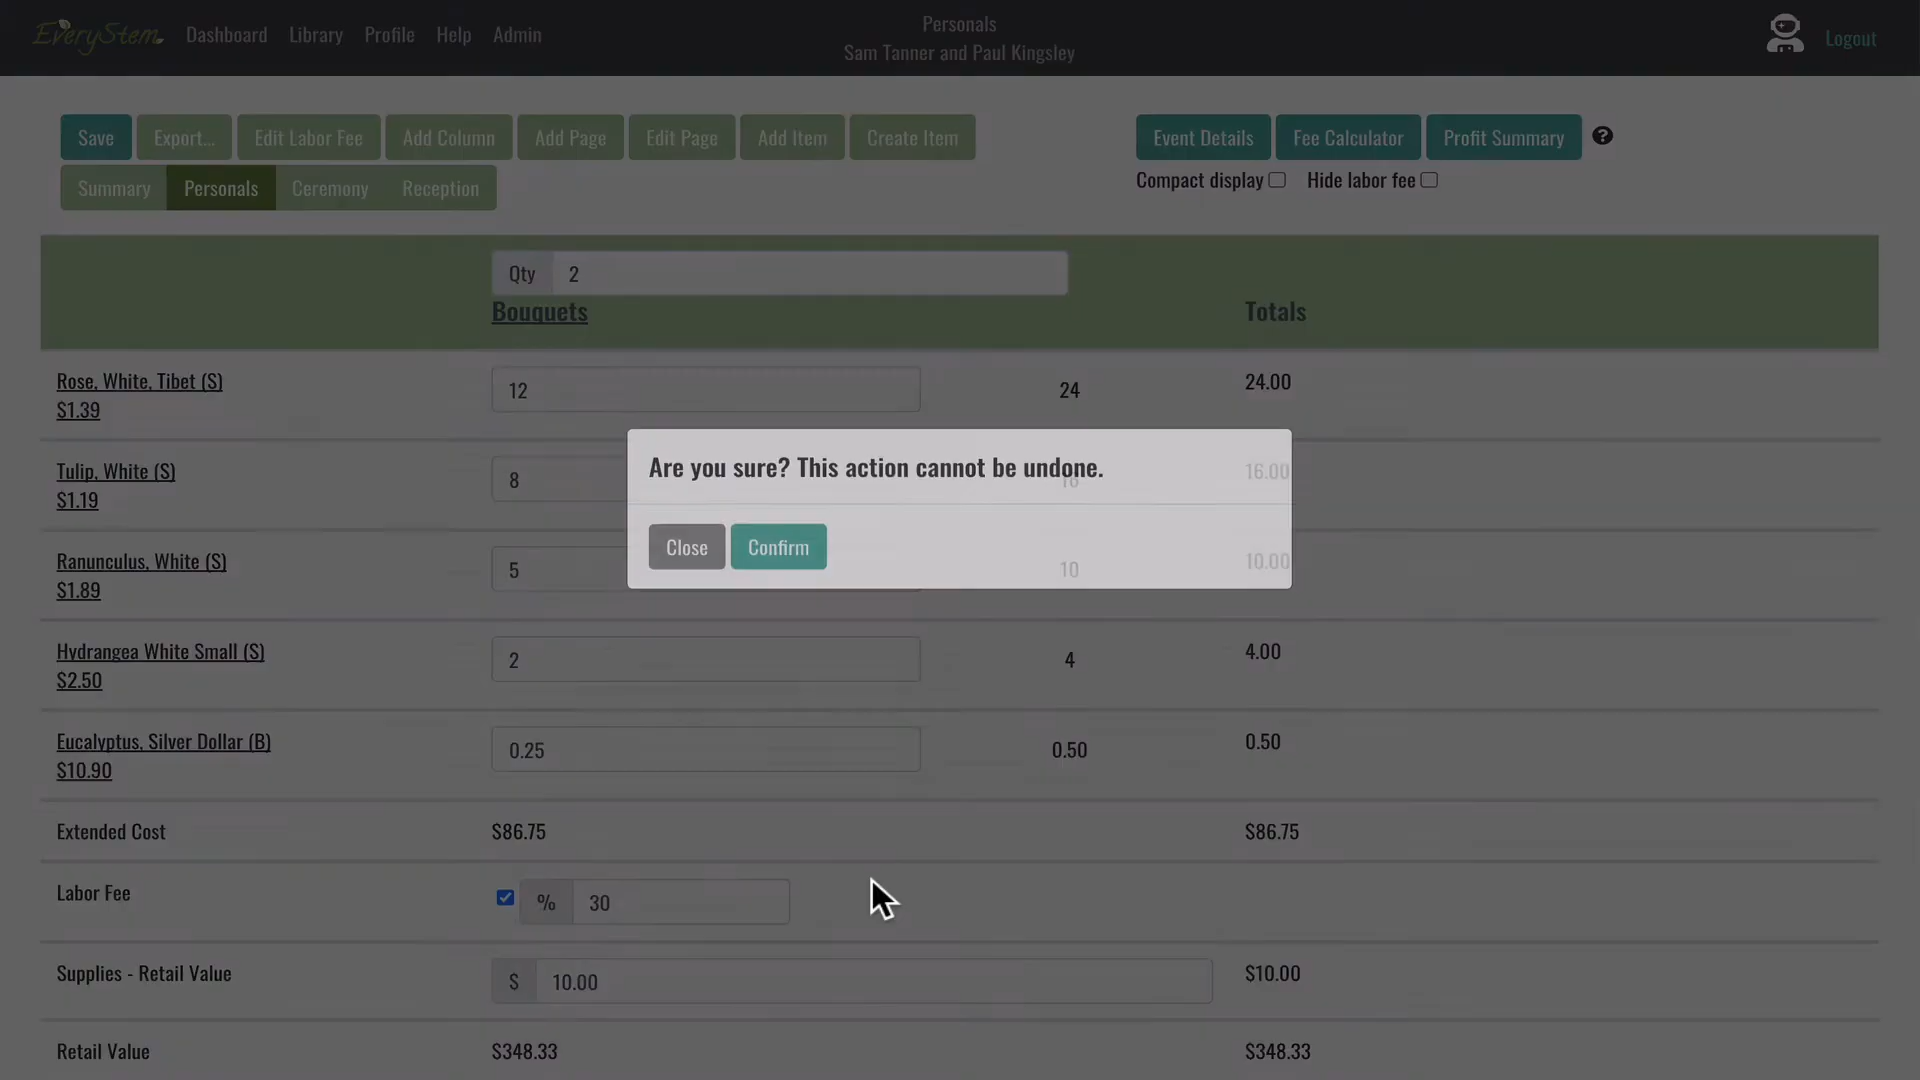 EveryStem Dashboard Library Profile Help Admin
Personals
Sam Tanner and Paul Kingsley
Logout
Save Export... Edit Labor Fee Add Column Add Page Edit Page Add Item Create Item
Event Details Fee Calculator Profit Summary ?
Summary Personals Ceremony Reception
Compact display Hide labor fee
Qty 2
Bouquets Totals
Rose, White, Tibet (S) 12 24 24.00
$1.39
Are you sure? This action cannot be undone.
Close Confirm
Tulip, White (S) 8 16 16.00
$1.19
Ranunculus, White (S) 5 10 10.00
$1.89
Hydrangea White Small (S) 2 4 4.00
$2.50
Eucalyptus, Silver Dollar (B) 0.25 0.50 0.50
$10.90
Extended Cost $86.75 $86.75
Labor Fee % 30
Supplies - Retail Value $ 10.00 $10.00
Retail Value $348.33 $348.33